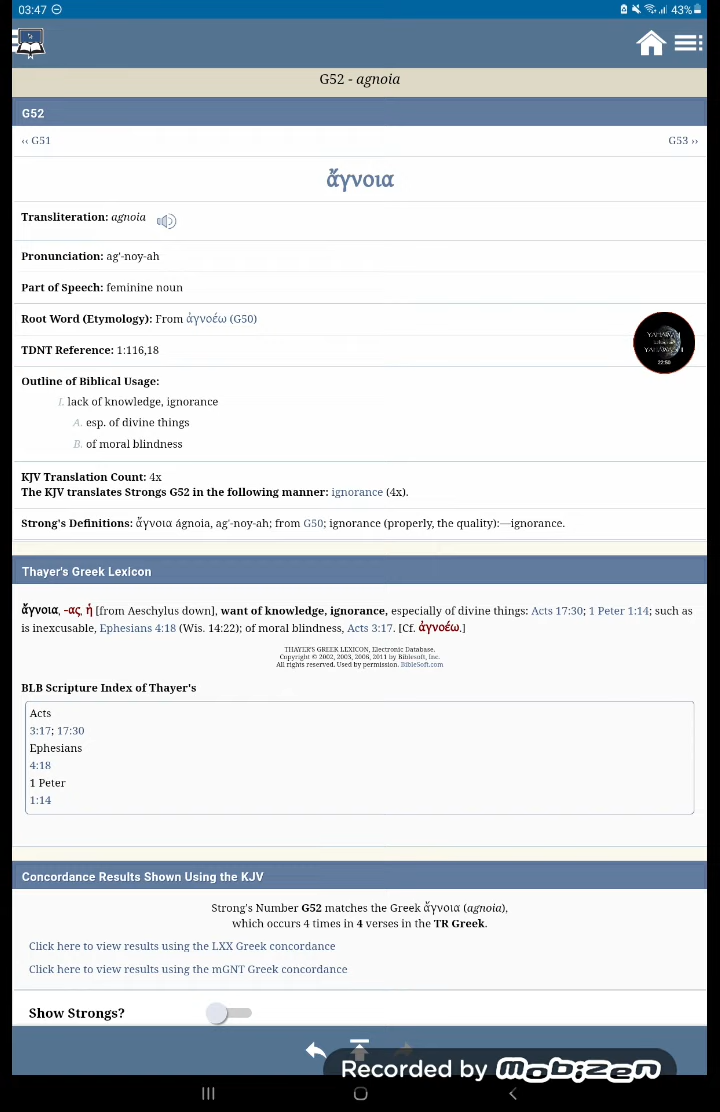 03:47
43%
G52 - agnoia
G52
‹‹ G51
G53 ››
ἄγνοια
Transliteration: agnoia
Pronunciation: ag'-noy-ah
Part of Speech: feminine noun
Root Word (Etymology): From ἀγνοέω (G50)
TDNT Reference: 1:116,18
22:50
Outline of Biblical Usage:
I. lack of knowledge, ignorance
A. esp. of divine things
B. of moral blindness
KJV Translation Count: 4x
The KJV translates Strongs G52 in the following manner: ignorance (4x).
Strong's Definitions: ἄγνοια ágnoia, ag'-noy-ah; from G50; ignorance (properly, the quality):—ignorance.
Thayer's Greek Lexicon
ἄγνοια, -ας, ἡ [from Aeschylus down], want of knowledge, ignorance, especially of divine things: Acts 17:30; 1 Peter 1:14; such as
is inexcusable, Ephesians 4:18 (Wis. 14:22); of moral blindness, Acts 3:17. [Cf. ἀγνοέω.]
THAYER'S GREEK LEXICON, Electronic Database.
Copyright © 2002, 2003, 2006, 2011 by Biblesoft, Inc.
All rights reserved. Used by permission. BibleSoft.com
BLB Scripture Index of Thayer's
Acts
3:17; 17:30
Ephesians
4:18
1 Peter
1:14
Concordance Results Shown Using the KJV
Strong's Number G52 matches the Greek ἄγνοια (agnoia),
which occurs 4 times in 4 verses in the TR Greek.
Click here to view results using the LXX Greek concordance
Click here to view results using the mGNT Greek concordance
Show Strongs?
Recorded by mobizen